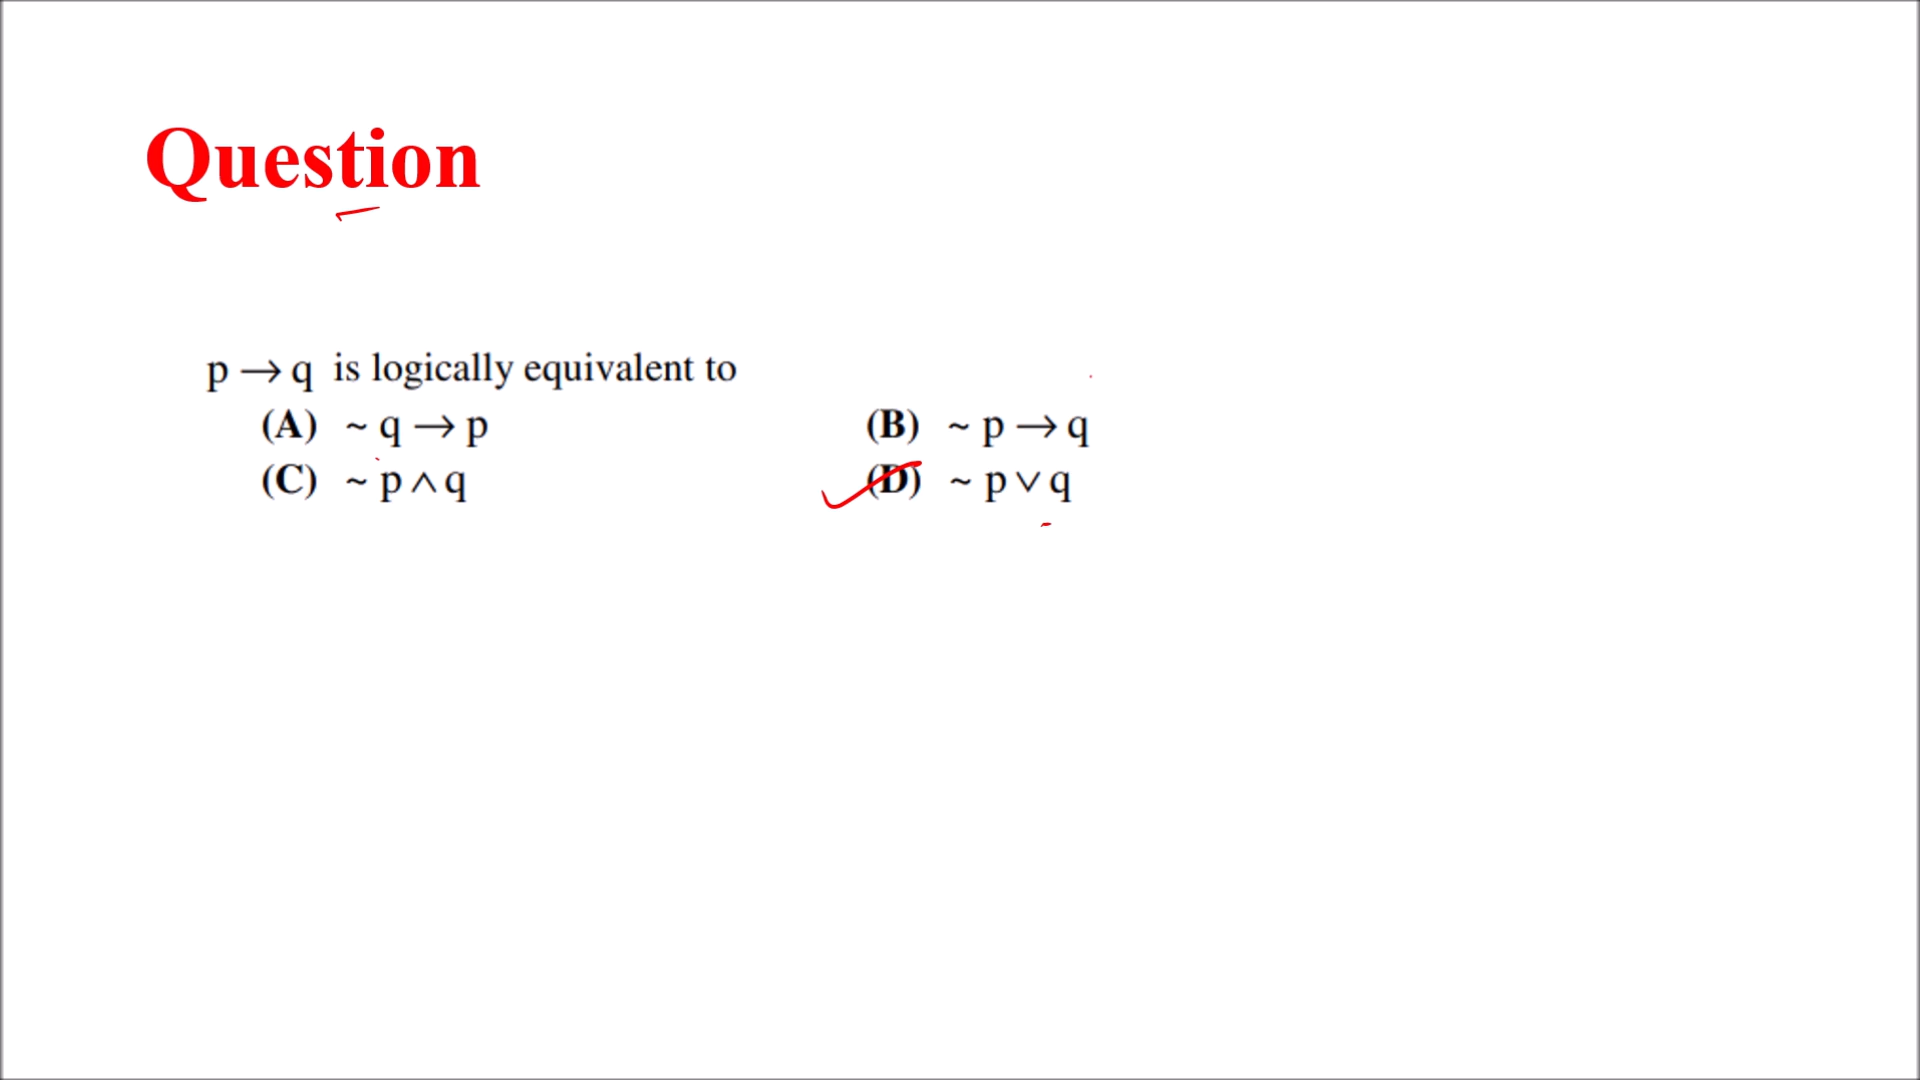 Question
p → q is logically equivalent to
(A) ~ q → p
(B) ~ p → q
(C) ~ p ∧ q
(D) ~ p ∨ q